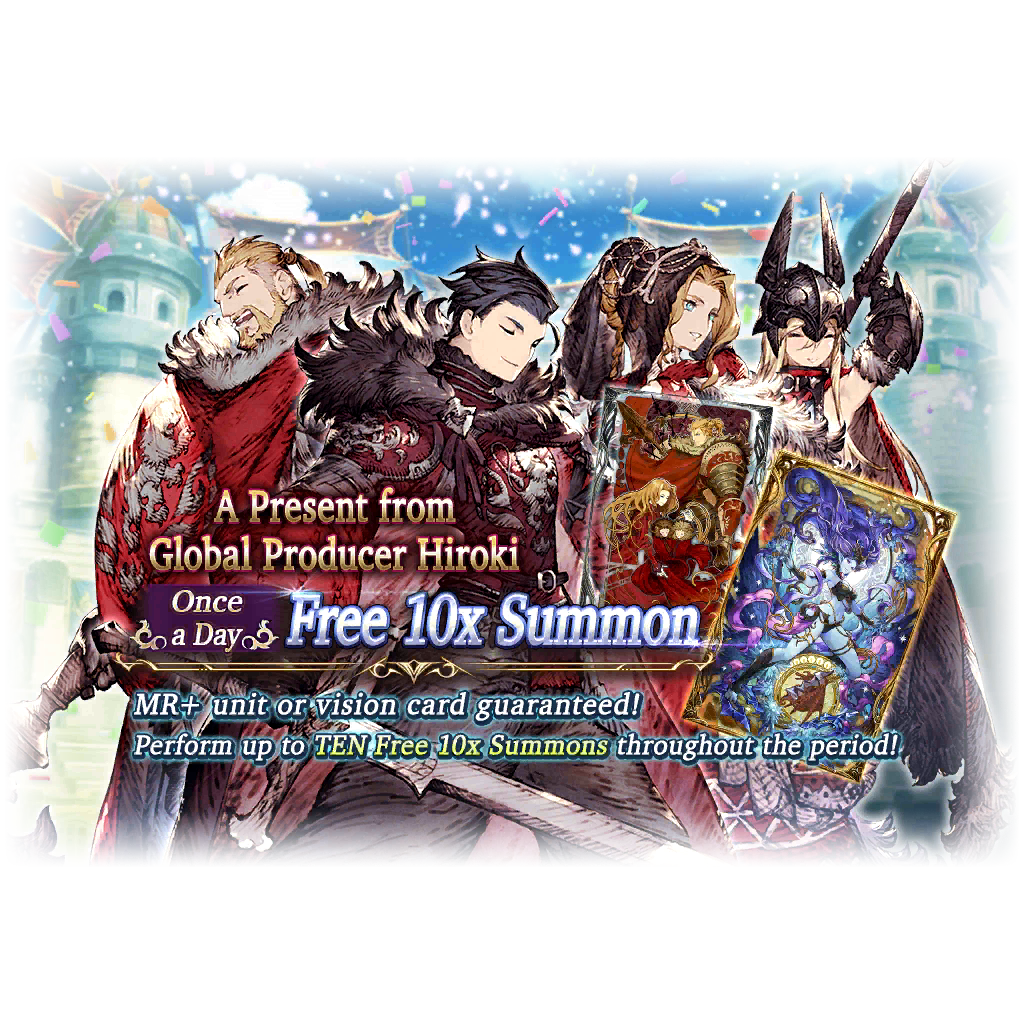 A Present from
Global Producer Hiroki
Once
a Day
Free 10x Summon
MR+ unit or vision card guaranteed!
Perform up to TEN Free 10x Summons throughout the period!